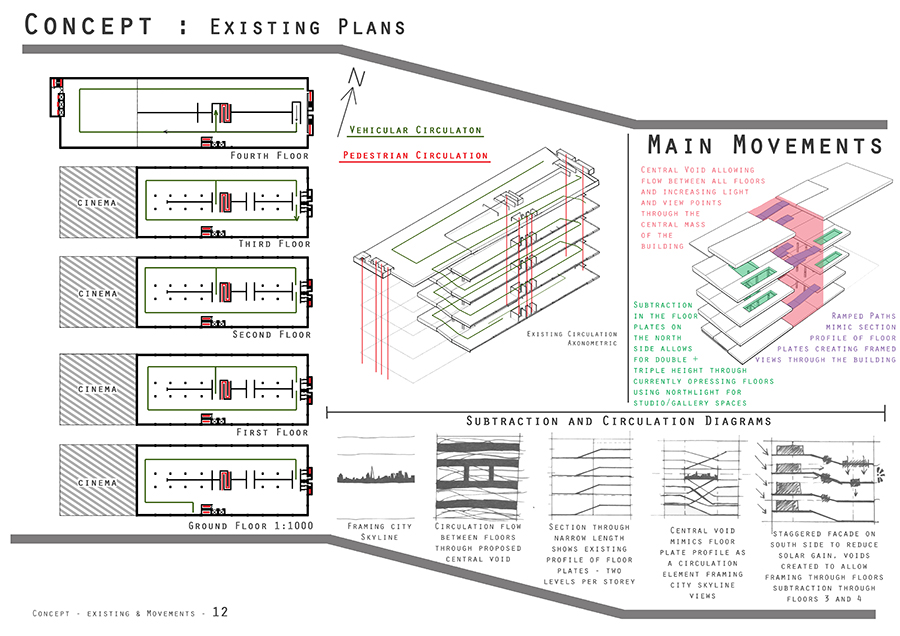 Concept : Existing Plans
N
Vehicular Circulaton
Pedestrian Circulation
Fourth Floor
CINEMA
Third Floor
CINEMA
Second Floor
CINEMA
First Floor
CINEMA
Ground Floor 1:1000
Existing Circulation
Axonometric
Main Movements
Central Void allowing
flow between all floors
and increasing light
and view points
through the
central mass
of the
building
Subtraction
in the floor
plates on
the north
side allows
for double +
triple height through
currently opressing floors
using northlight for
studio/gallery spaces
Ramped Paths
mimic section
profile of floor
plates creating framed
views through the building
Subtraction and Circulation Diagrams
Framing city
Skyline
Circulation flow
between floors
through proposed
central void
Section through
narrow length
shows existing
profile of floor
plates - two
levels per storey
Central void
mimics floor
plate profile as
a circulation
element framing
city skyline
views
staggered facade on
south side to reduce
solar gain, voids
created to allow
framing through floors
subtraction through
floors 3 and 4
Concept - existing & Movements - 12